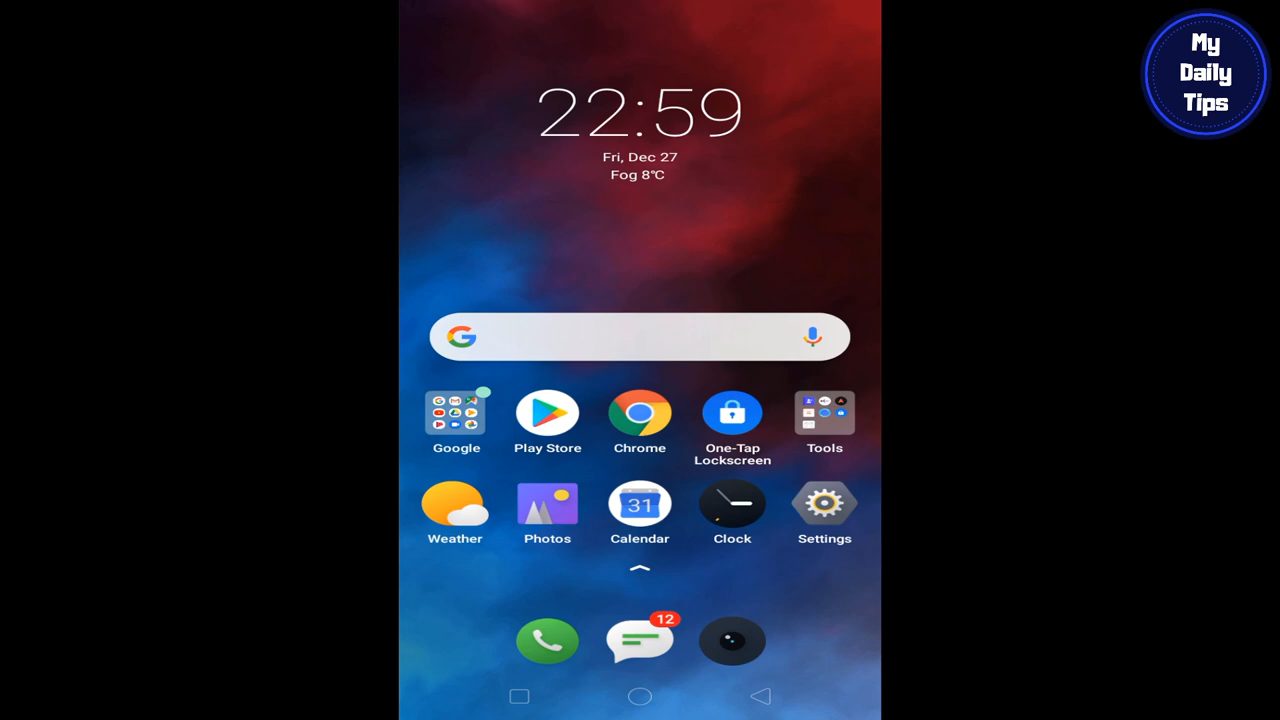 My
Daily
Tips
22:59
Fri, Dec 27
Fog 8°C
Google
Play Store
Chrome
One-Tap
Lockscreen
Tools
31
Weather
Photos
Calendar
Clock
Settings
12